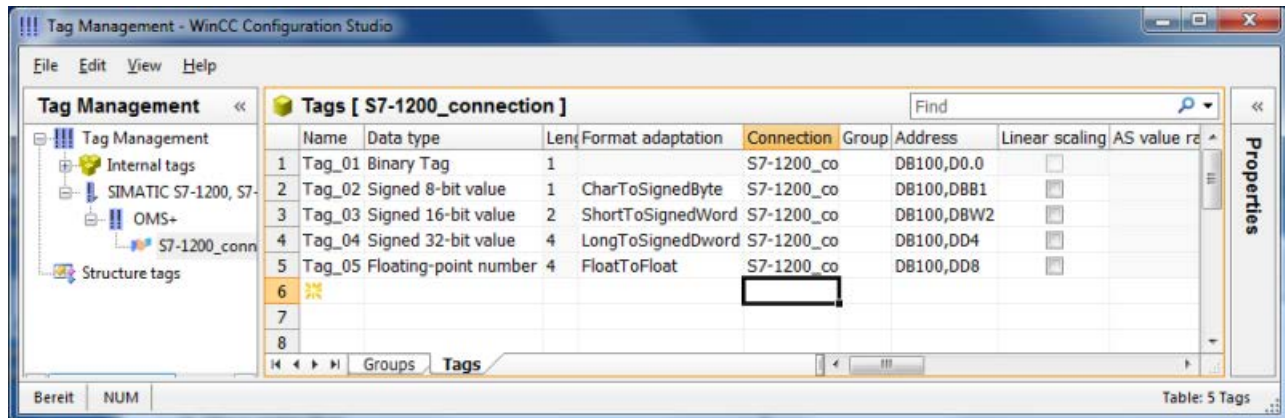 Tag Management - WinCC Configuration Studio
File Edit View Help
Tag Management «
Tags [ S7-1200_connection ]
Find
«
Properties
Tag Management
Internal tags
SIMATIC S7-1200, S7-
OMS+
S7-1200_conn
Structure tags
Name Data type Leng Format adaptation Connection Group Address Linear scaling AS value ra
1 Tag_01 Binary Tag 1 S7-1200_co DB100,D0.0
2 Tag_02 Signed 8-bit value 1 CharToSignedByte S7-1200_co DB100,DBB1
3 Tag_03 Signed 16-bit value 2 ShortToSignedWord S7-1200_co DB100,DBW2
4 Tag_04 Signed 32-bit value 4 LongToSignedDword S7-1200_co DB100,DD4
5 Tag_05 Floating-point number 4 FloatToFloat S7-1200_co DB100,DD8
6
7
8
Groups Tags
Bereit NUM Table: 5 Tags